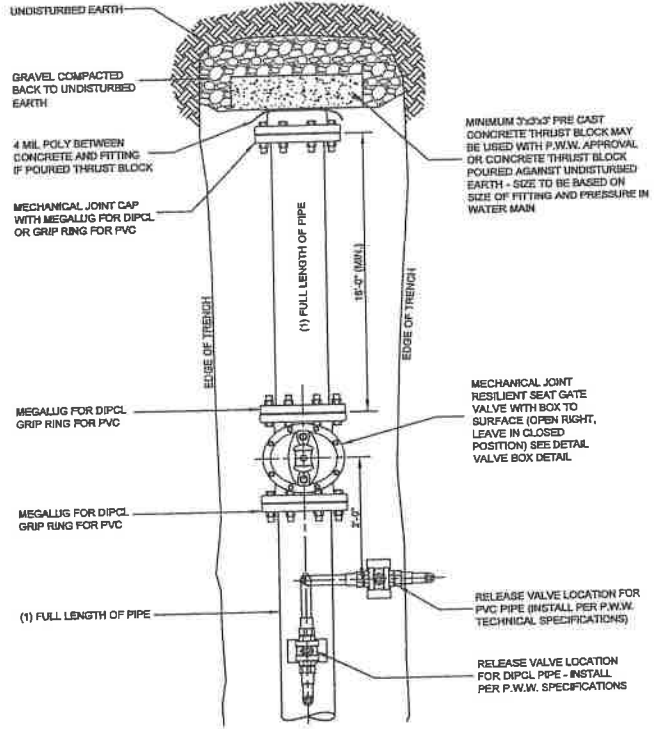 UNDISTURBED EARTH
GRAVEL COMPACTED
BACK TO UNDISTURBED
EARTH
4 MIL POLY BETWEEN
CONCRETE AND FITTING
IF POURED THRUST BLOCK
MECHANICAL JOINT CAP
WITH MEGALUG FOR DIPCL
OR GRIP RING FOR PVC
MINIMUM 3'x3'x3' PRE CAST
CONCRETE THRUST BLOCK MAY
BE USED WITH P.W.W. APPROVAL
OR CONCRETE THRUST BLOCK
POURED AGAINST UNDISTURBED
EARTH - SIZE TO BE BASED ON
SIZE OF FITTING AND PRESSURE IN
WATER MAIN
EDGE OF TRENCH
(1) FULL LENGTH OF PIPE
16'-0" (MIN.)
EDGE OF TRENCH
MEGALUG FOR DIPCL
GRIP RING FOR PVC
MECHANICAL JOINT
RESILIENT SEAT GATE
VALVE WITH BOX TO
SURFACE (OPEN RIGHT,
LEAVE IN CLOSED
POSITION) SEE DETAIL
VALVE BOX DETAIL
MEGALUG FOR DIPCL
GRIP RING FOR PVC
2'-0"
(1) FULL LENGTH OF PIPE
RELEASE VALVE LOCATION FOR
PVC PIPE (INSTALL PER P.W.W.
TECHNICAL SPECIFICATIONS)
RELEASE VALVE LOCATION
FOR DIPCL PIPE - INSTALL
PER P.W.W. SPECIFICATIONS